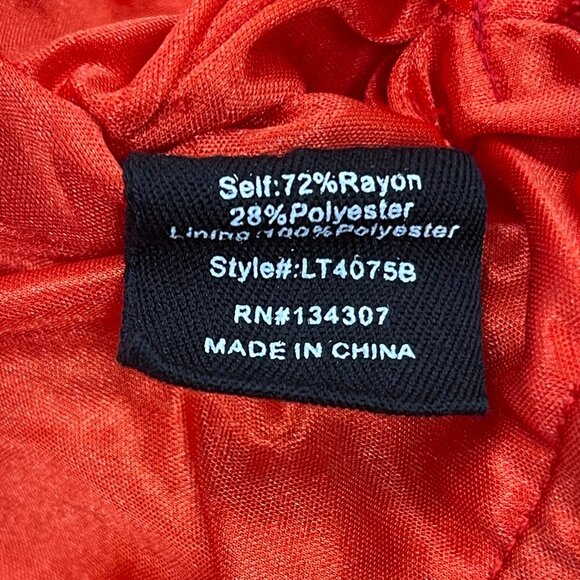 Self:72%Rayon
28%Polyester
Lining:100%Polyester
Style#:LT4075B
RN#134307
MADE IN CHINA